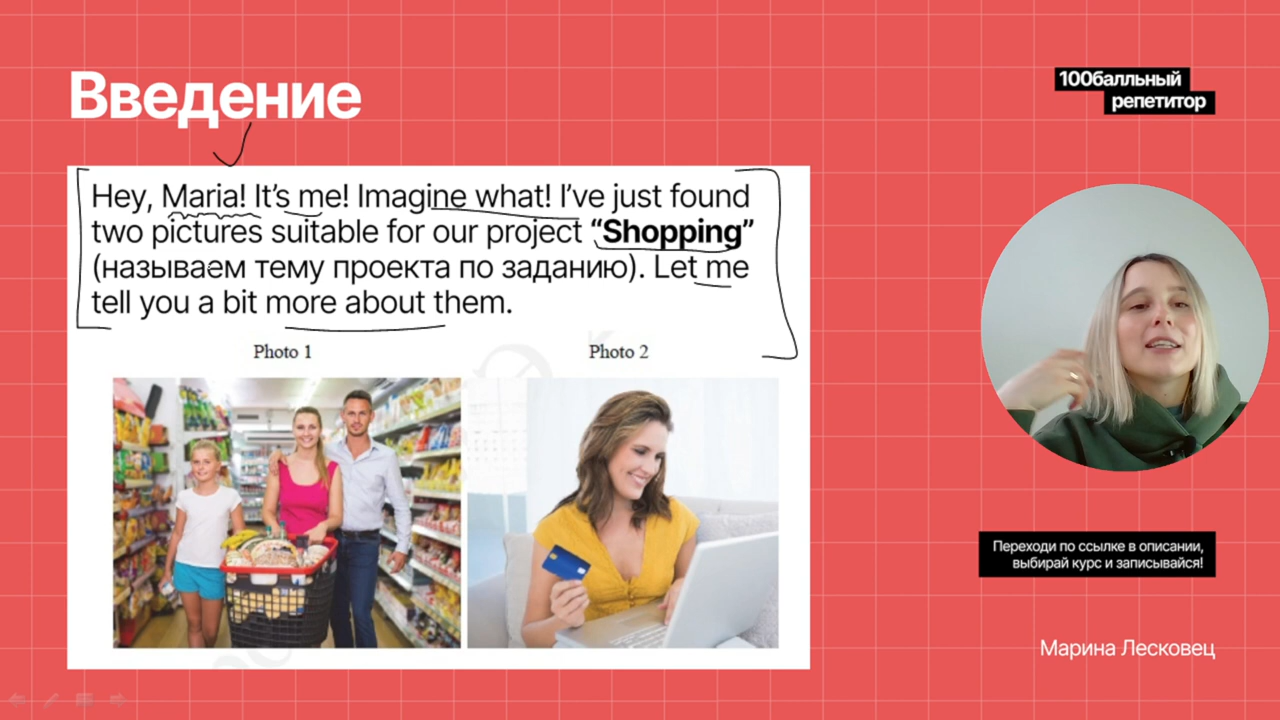 Введение
100балльный
репетитор
Hey, Maria! It’s me! Imagine what! I’ve just found
two pictures suitable for our project “Shopping”
(называем тему проекта по заданию). Let me
tell you a bit more about them.
Photo 1
Photo 2
Переходи по ссылке в описании,
выбирай курс и записывайся!
Марина Лесковец